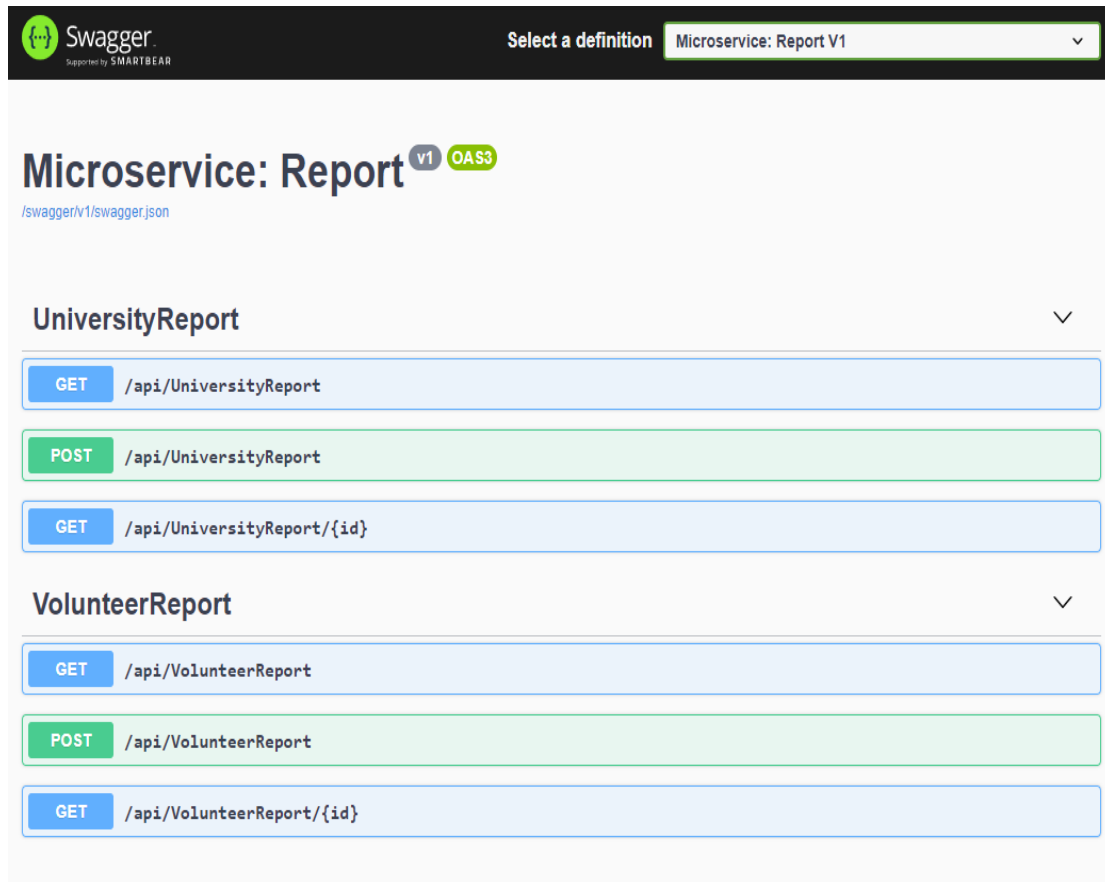 {···} Swagger.
Supported by SMARTBEAR
Select a definition
Microservice: Report V1
Microservice: Report v1 OAS3
/swagger/v1/swagger.json
UniversityReport
GET /api/UniversityReport
POST /api/UniversityReport
GET /api/UniversityReport/{id}
VolunteerReport
GET /api/VolunteerReport
POST /api/VolunteerReport
GET /api/VolunteerReport/{id}